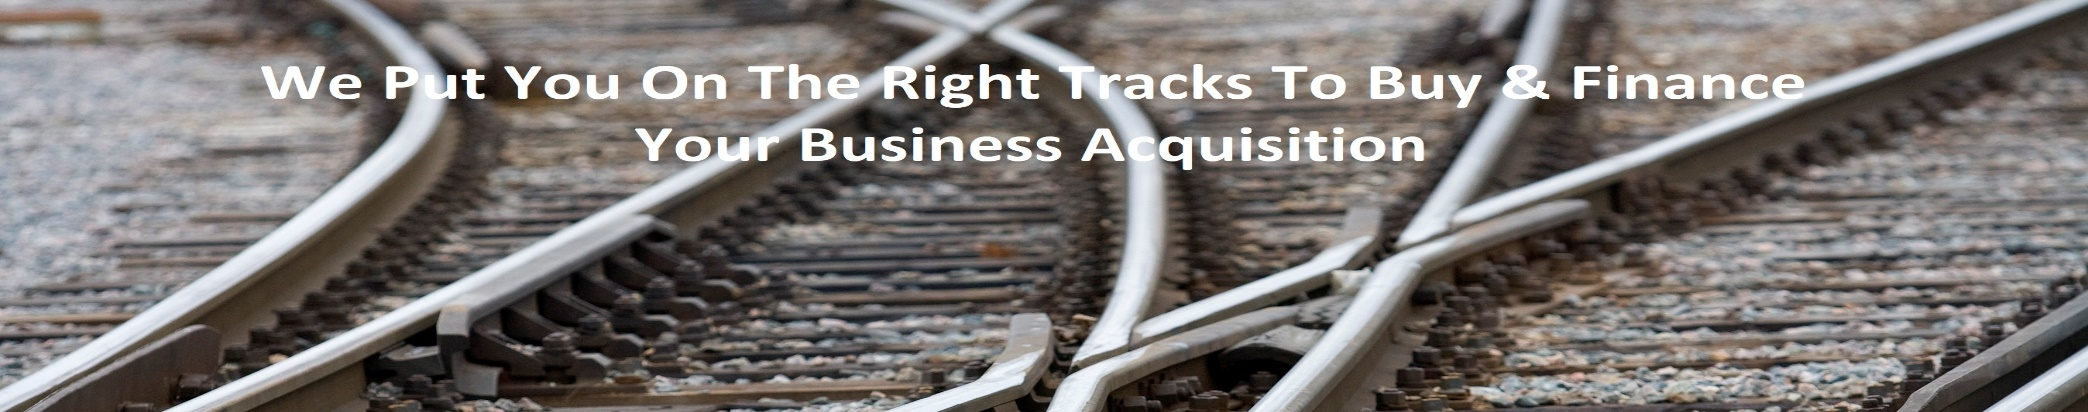 We Put You On The Right Tracks To Buy & Finance
Your Business Acquisition